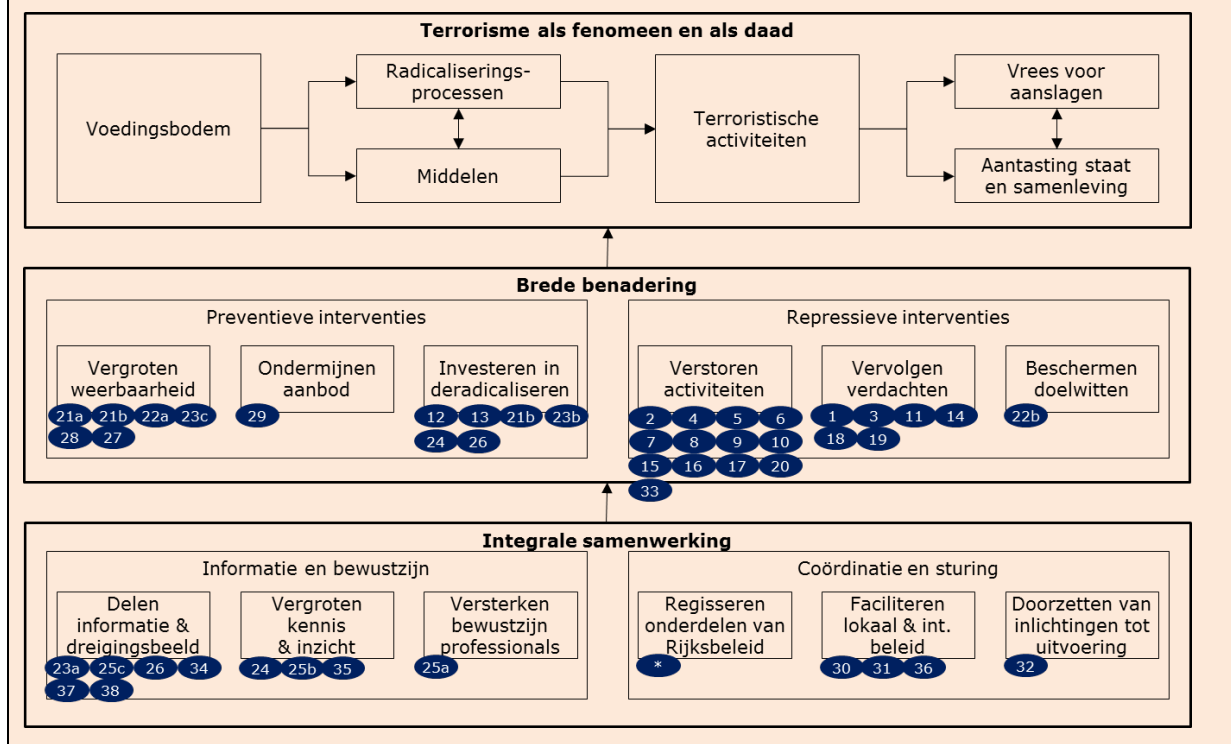 Terrorisme als fenomeen en als daad
Voedingsbodem
Radicaliserings-
processen
Middelen
Terroristische
activiteiten
Vrees voor
aanslagen
Aantasting staat
en samenleving
Brede benadering
Preventieve interventies
Vergroten
weerbaarheid
21a 21b 22a 23c
28 27
Ondermijnen
aanbod
29
Investeren in
deradicaliseren
12 13 21b 23b
24 26
Repressieve interventies
Verstoren
activiteiten
2 4 5 6
7 8 9 10
15 16 17 20
33
Vervolgen
verdachten
1 3 11 14
18 19
Beschermen
doelwitten
22b
Integrale samenwerking
Informatie en bewustzijn
Delen
informatie &
dreigingsbeeld
23a 25c 26 34
37 38
Vergroten
kennis
& inzicht
24 25b 35
Versterken
bewustzijn
professionals
25a
Coördinatie en sturing
Regisseren
onderdelen van
Rijksbeleid
*
Faciliteren
lokaal & int.
beleid
30 31 36
Doorzetten van
inlichtingen tot
uitvoering
32